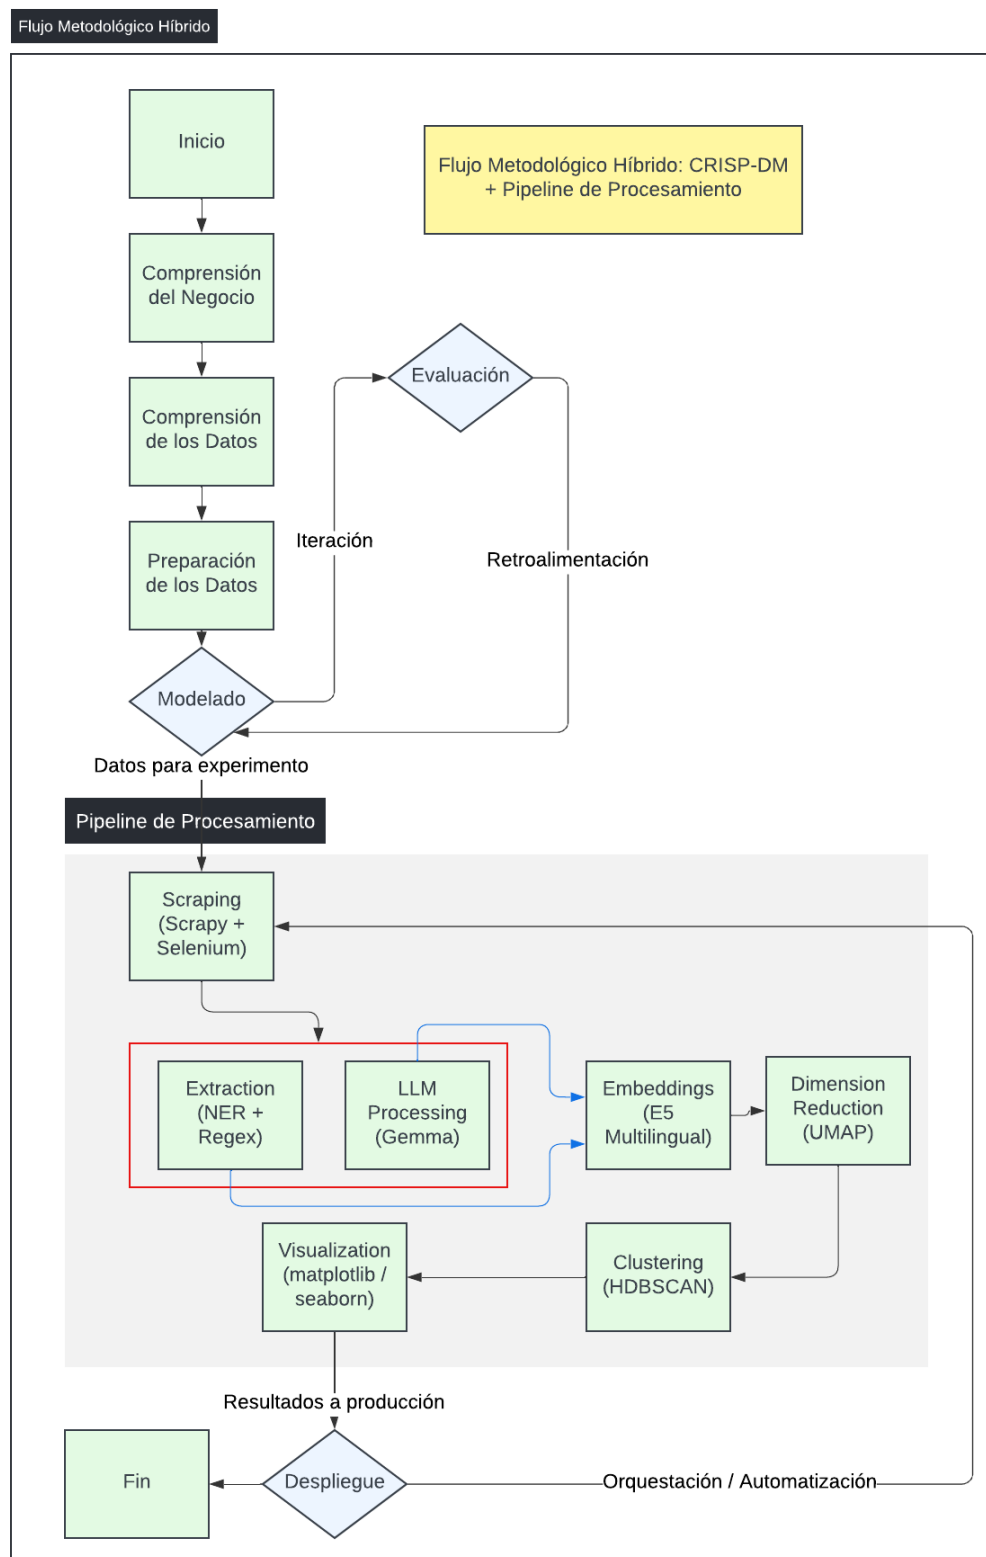 Flujo Metodológico Híbrido
Inicio
Flujo Metodológico Híbrido: CRISP-DM
+ Pipeline de Procesamiento
Comprensión
del Negocio
Evaluación
Comprensión
de los Datos
Iteración
Retroalimentación
Preparación
de los Datos
Modelado
Datos para experimento
Pipeline de Procesamiento
Scraping
(Scrapy +
Selenium)
Extraction
(NER +
Regex)
LLM
Processing
(Gemma)
Embeddings
(E5
Multilingual)
Dimension
Reduction
(UMAP)
Visualization
(matplotlib /
seaborn)
Clustering
(HDBSCAN)
Resultados a producción
Fin
Despliegue
Orquestación / Automatización